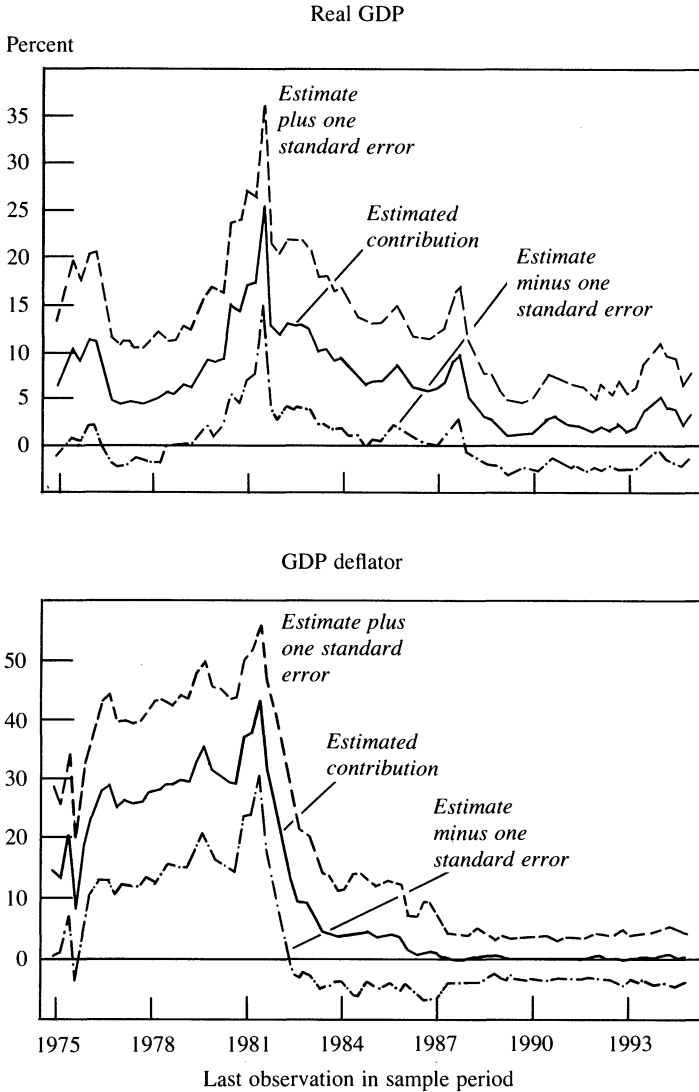 Real GDP
Percent
Estimate
plus one
standard error
35
30
25
20
15
10
5
0
Estimated
contribution
Estimate
minus one
standard error
GDP deflator
Estimate plus
one standard
error
50
40
30
20
10
0
Estimated
contribution
Estimate
minus one
standard error
1975 1978 1981 1984 1987 1990 1993
Last observation in sample period